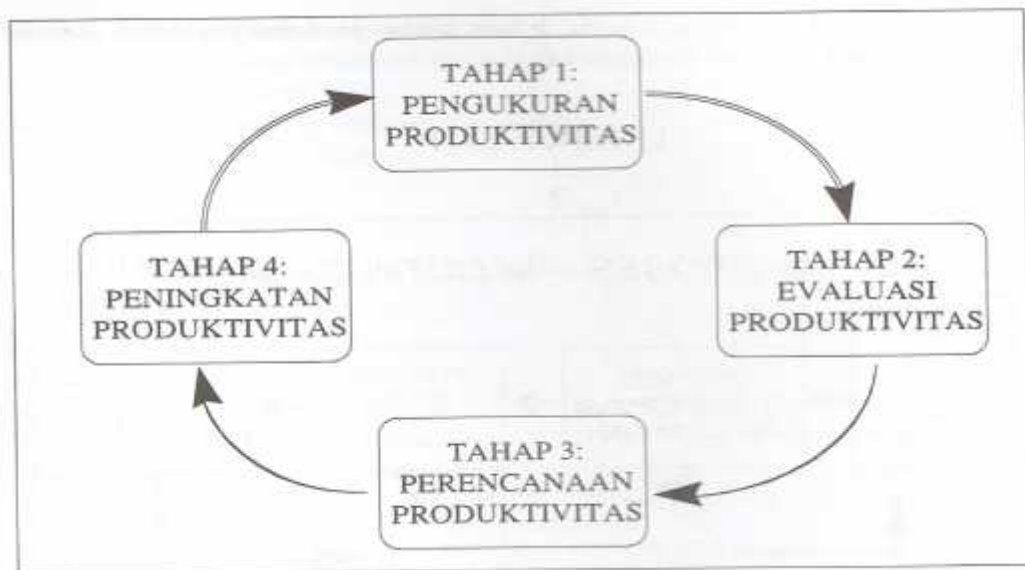 TAHAP 1:
PENGUKURAN
PRODUKTIVITAS
TAHAP 2:
EVALUASI
PRODUKTIVITAS
TAHAP 3:
PERENCANAAN
PRODUKTIVITAS
TAHAP 4:
PENINGKATAN
PRODUKTIVITAS